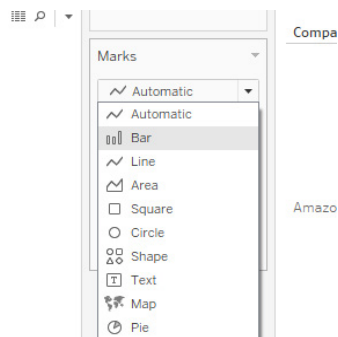 Compa
Marks
Automatic
Automatic
Bar
Line
Area
Square
Amazo
Circle
Shape
T Text
Map
Pie